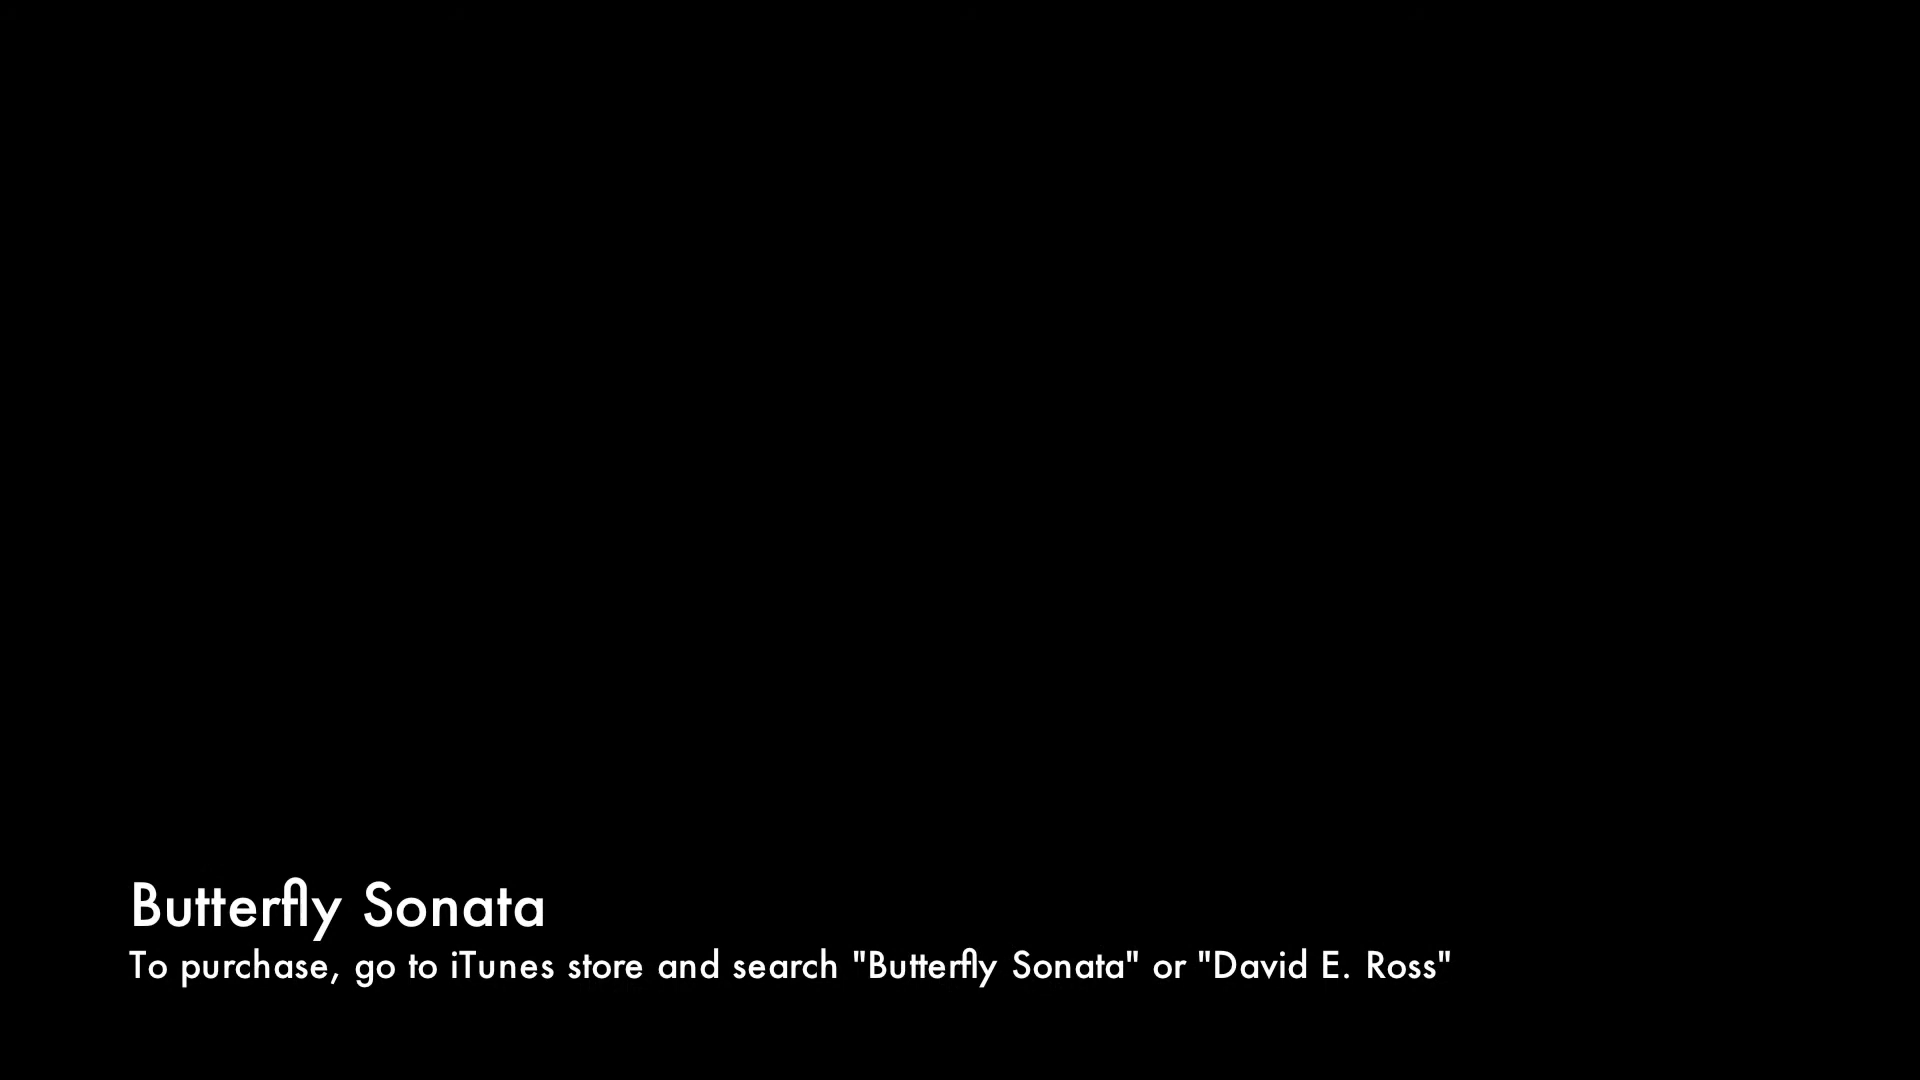 Butterfly Sonata
To purchase, go to iTunes store and search "Butterfly Sonata" or "David E. Ross"